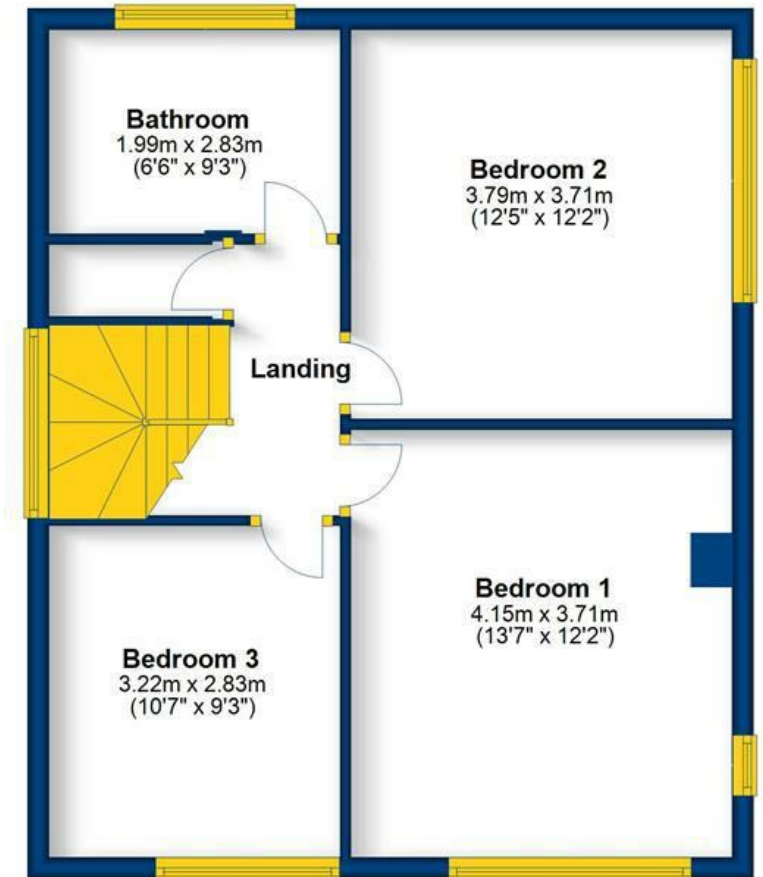 Bathroom
1.99m x 2.83m
(6'6" x 9'3")
Bedroom 2
3.79m x 3.71m
(12'5" x 12'2")
Landing
Bedroom 1
4.15m x 3.71m
(13'7" x 12'2")
Bedroom 3
3.22m x 2.83m
(10'7" x 9'3")